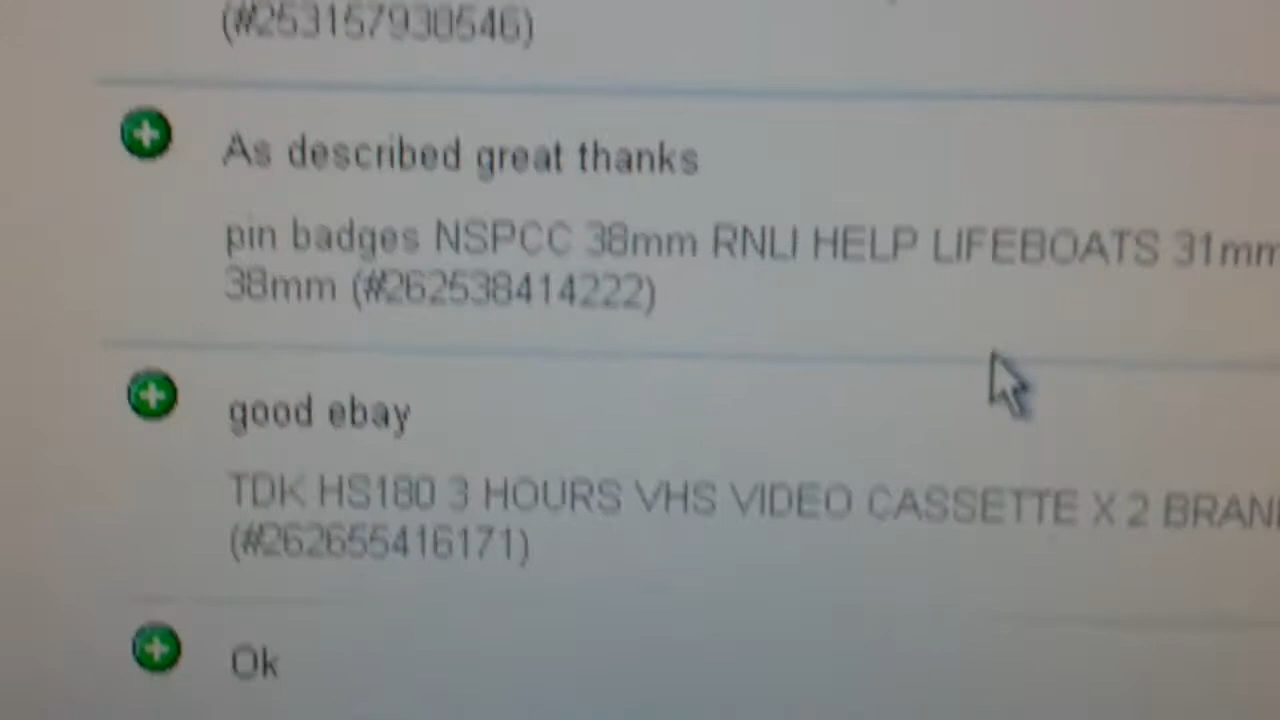 (#253157930546)
As described great thanks
pin badges NSPCC 38mm RNLI HELP LIFEBOATS 31mm
38mm (#262538414222)
good ebay
TDK HS180 3 HOURS VHS VIDEO CASSETTE X 2
(#262655416171)
Ok